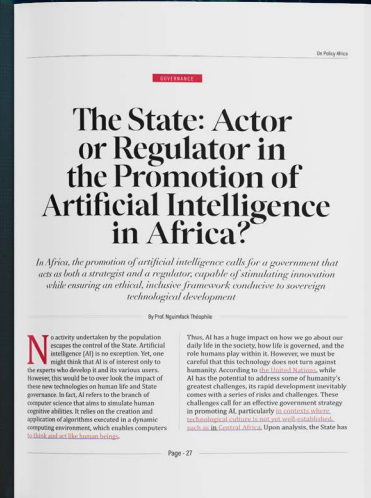 On Policy Africa
GOVERNANCE
The State: Actor
or Regulator in
the Promotion of
Artificial Intelligence
in Africa?
In Africa, the promotion of artificial intelligence calls for a government that
acts as both a strategist and a regulator, capable of stimulating innovation
while ensuring an ethical, inclusive framework conducive to sovereign
technological development
By Prof. Nguimfack Théophile
No activity undertaken by the population
escapes the control of the State. Artificial
intelligence (AI) is no exception. Yet, one
might think that AI is of interest only to
the experts who develop it and its various users.
However, this would be to over look the impact of
these new technologies on human life and State
governance. In fact, AI refers to the branch of
computer science that aims to simulate human
cognitive abilities. It relies on the creation and
application of algorithms executed in a dynamic
computing environment, which enables computers
to think and act like human beings.
Thus, AI has a huge impact on how we go about our
daily life in the society, how life is governed, and the
role humans play within it. However, we must be
careful that this technology does not turn against
humanity. According to the United Nations, while
AI has the potential to address some of humanity's
greatest challenges, its rapid development inevitably
comes with a series of risks and challenges. These
challenges call for an effective government strategy
in promoting AI, particularly in contexts where
technological culture is not yet well-established,
such as in Central Africa. Upon analysis, the State has
Page - 27